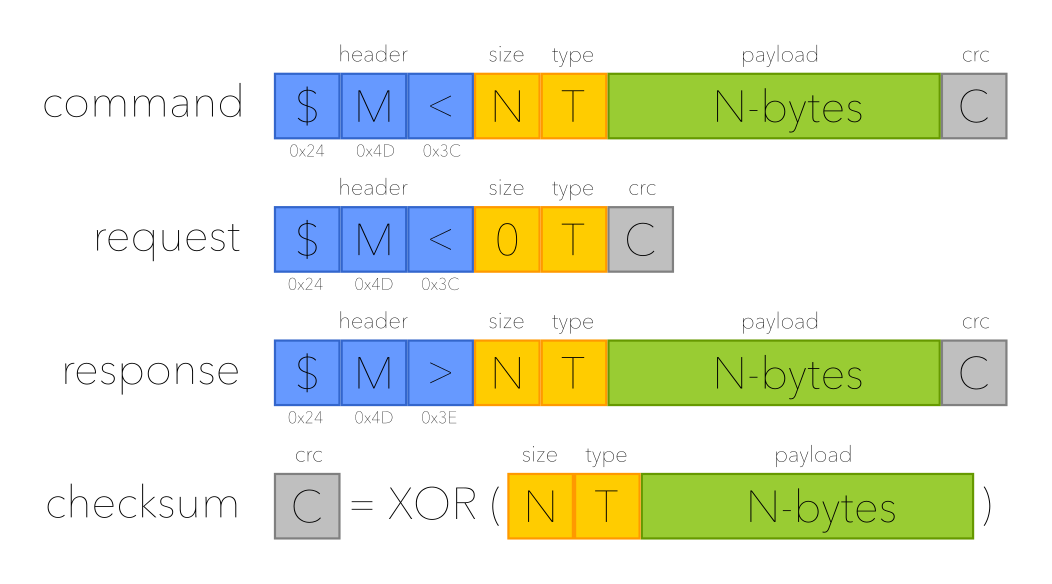 header size type payload crc
command $ M < N T N-bytes C
0x24 0x4D 0x3C
header size type crc
request $ M < 0 T C
0x24 0x4D 0x3C
header size type payload crc
response $ M > N T N-bytes C
0x24 0x4D 0x3E
crc size type payload
checksum C = XOR ( N T N-bytes )